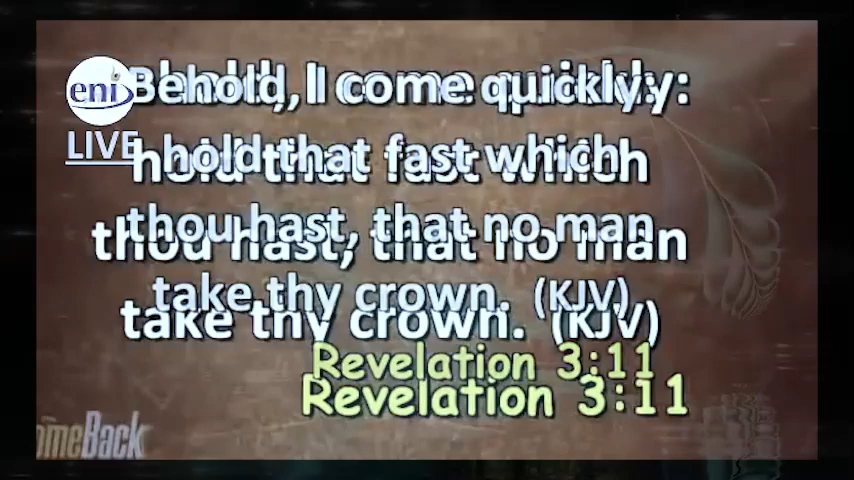 eni
LIVE
Behold, I come quickly:
hold that fast which
thou hast, that no man
take thy crown. (KJV)
Revelation 3:11
omeBack